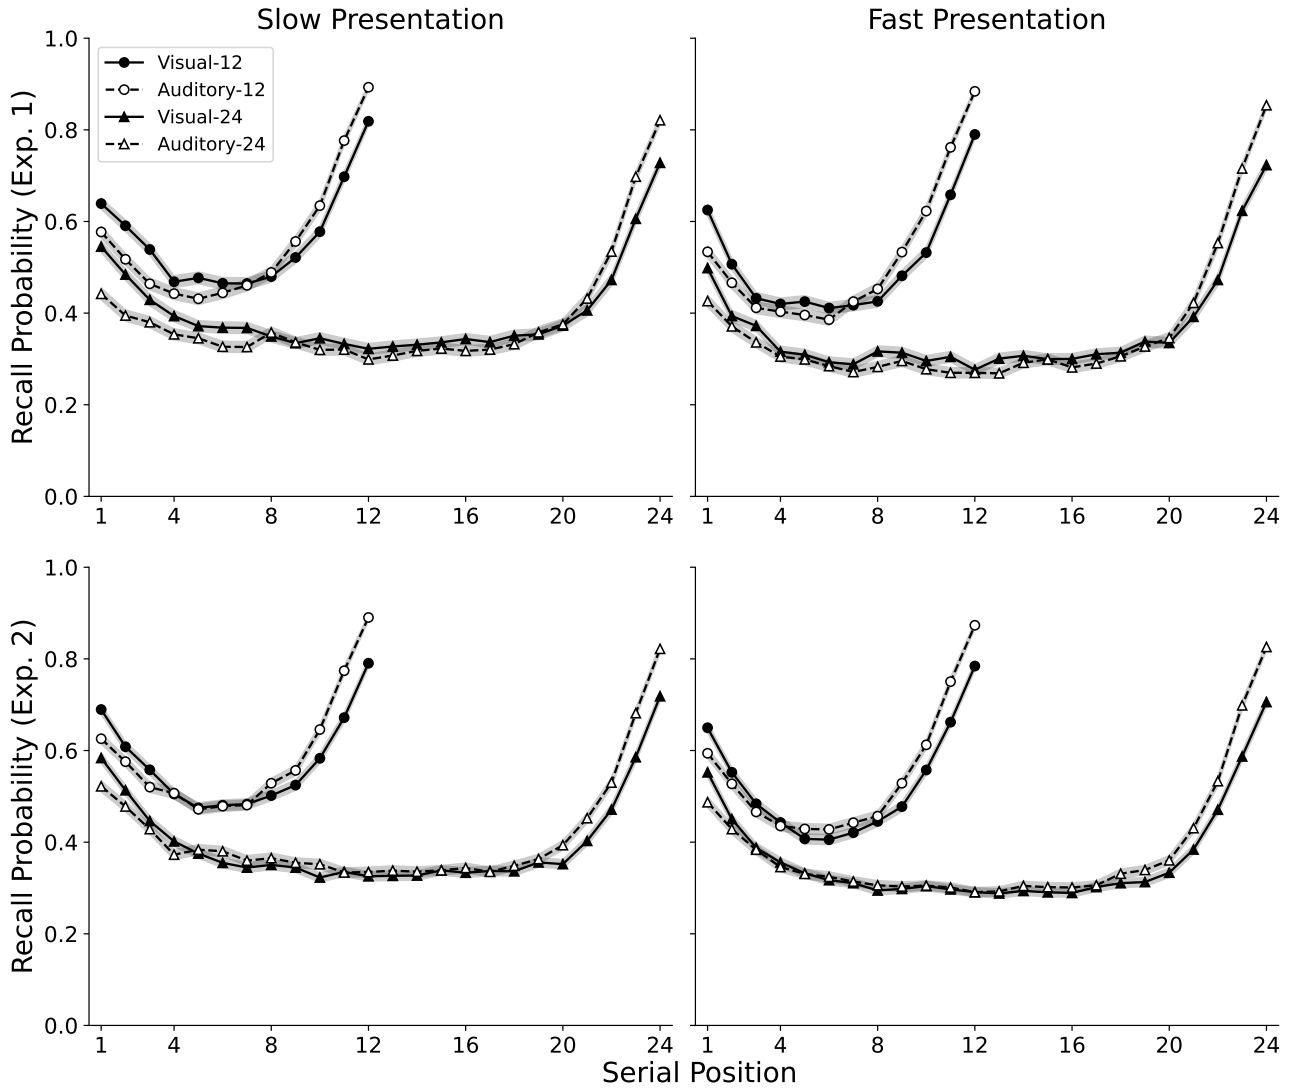 Slow Presentation
Fast Presentation
Recall Probability (Exp. 1)
1.0
0.8
0.6
0.4
0.2
0.0
Visual-12
Auditory-12
Visual-24
Auditory-24
1 4 8 12 16 20 24
1 4 8 12 16 20 24
Recall Probability (Exp. 2)
1.0
0.8
0.6
0.4
0.2
0.0
1 4 8 12 16 20 24
1 4 8 12 16 20 24
Serial Position